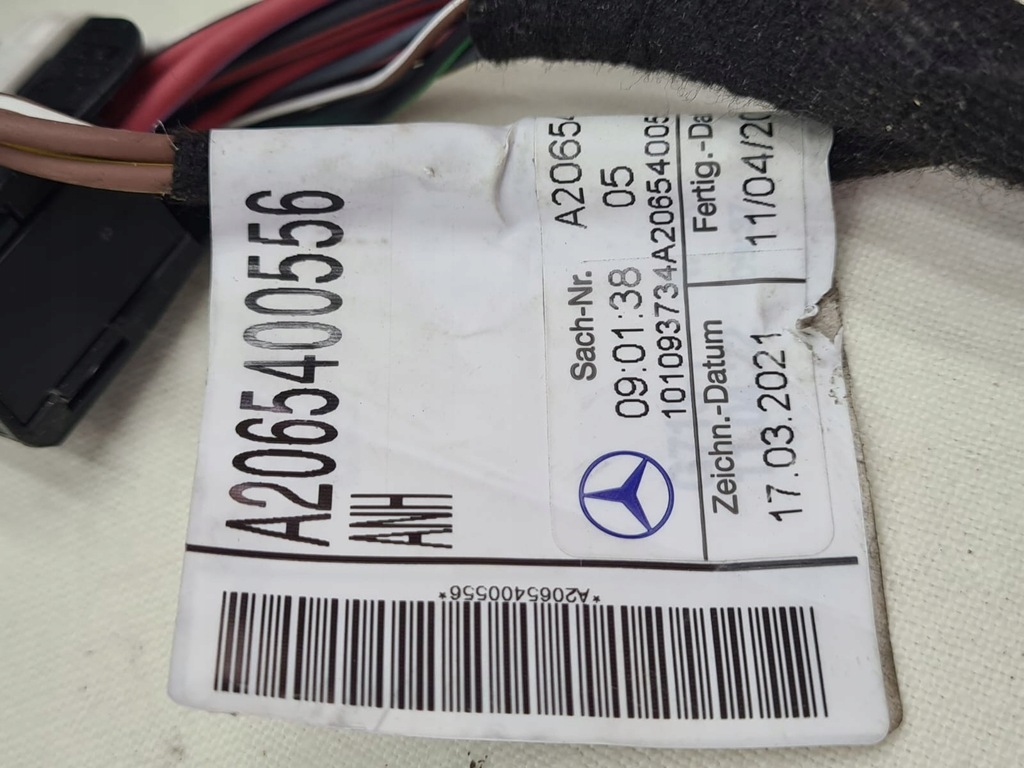 A2065400556
ANH
Sach-Nr. A2065
09:01:38 05
101093734A20654005
Zeichn.-Datum Fertig.-Da
17.03.2021 11/04/20
*A2065400556*